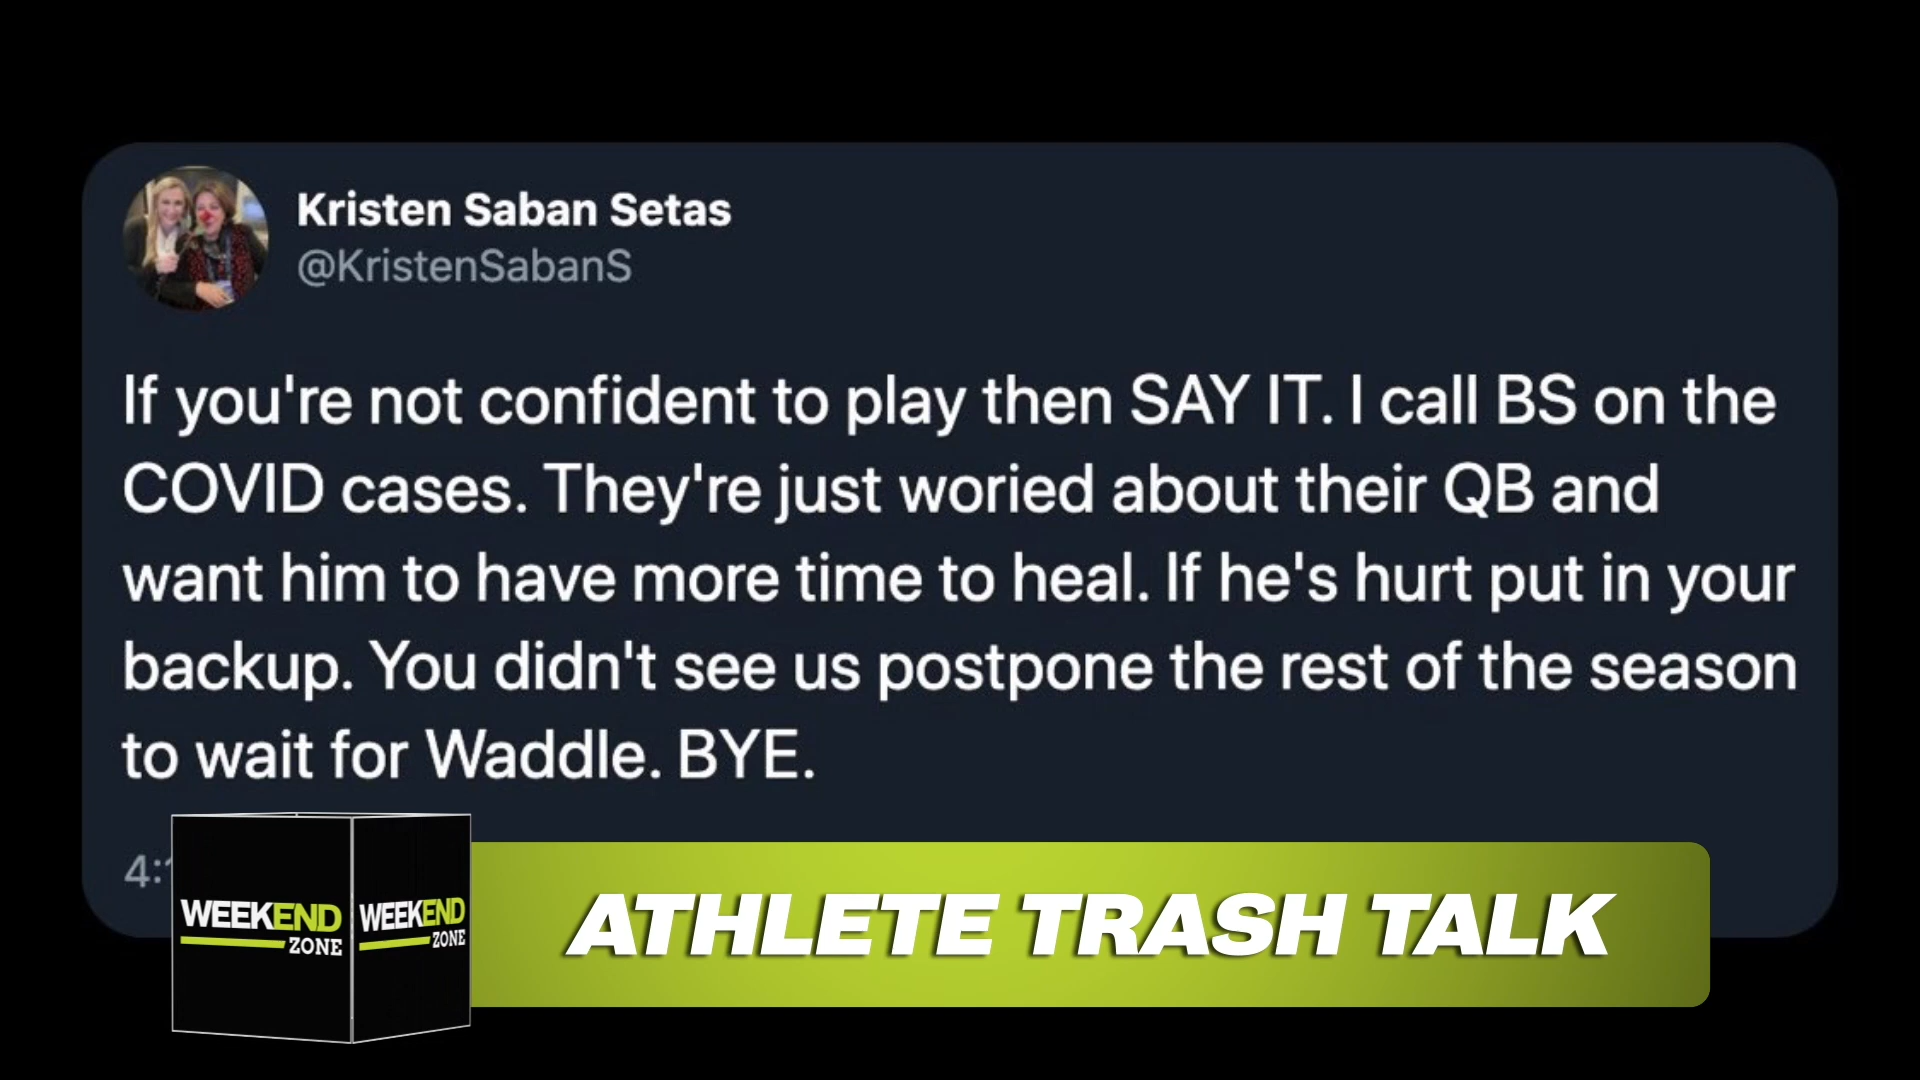 Kristen Saban Setas
@KristenSabanS
If you're not confident to play then SAY IT. I call BS on the
COVID cases. They're just woried about their QB and
want him to have more time to heal. If he's hurt put in your
backup. You didn't see us postpone the rest of the season
to wait for Waddle. BYE.
WEEKEND
ZONE
WEEKEND
ZONE
ATHLETE TRASH TALK